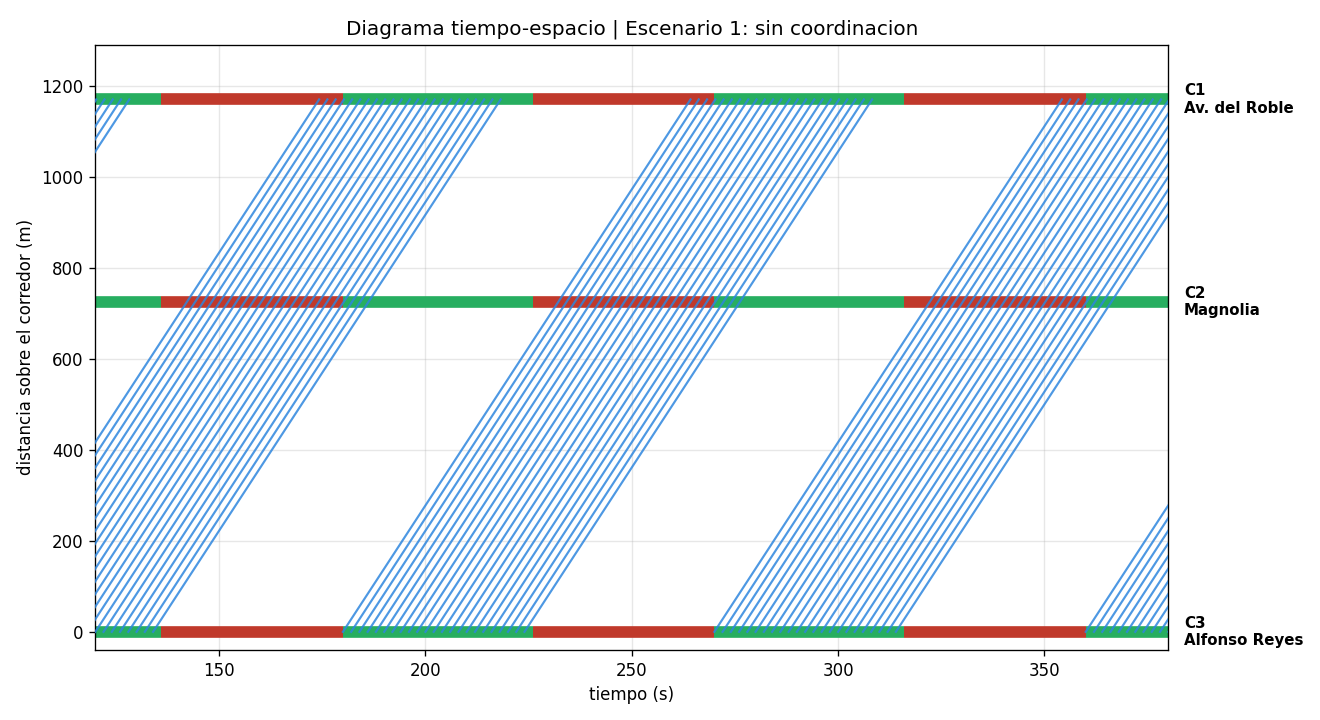 Diagrama tiempo-espacio | Escenario 1: sin coordinacion
distancia sobre el corredor (m)
1200
1000
800
600
400
200
0
C1
Av. del Roble
C2
Magnolia
C3
Alfonso Reyes
150
200
250
300
350
tiempo (s)